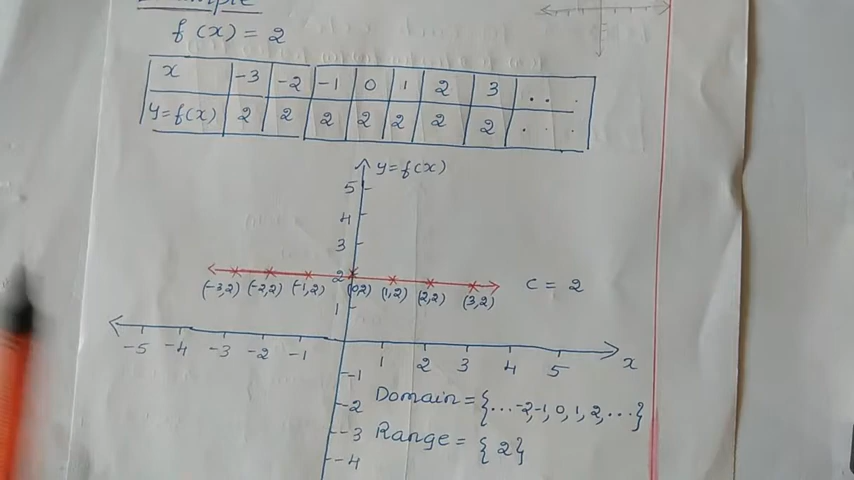 Example
f(x) = 2
x -3 -2 -1 0 1 2 3 . . .
y=f(x) 2 2 2 2 2 2 2 . . .
y=f(x)
5
4
3
2
(-3,2) (-2,2) (-1,2) (0,2) (1,2) (2,2) (3,2)
C = 2
1
-5 -4 -3 -2 -1 1 2 3 4 5 x
-1
-2
Domain = {...-2,-1,0,1,2,...}
-3
Range = {2}
-4